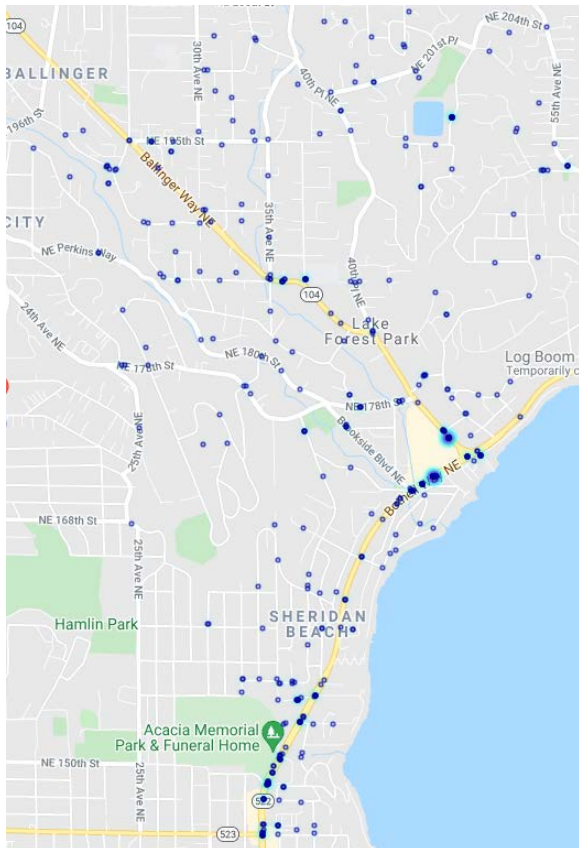 104
NE 204th St
NE 201st Pl
30th Ave NE
40th Pl NE
55th Ave NE
BALLINGER
196th St
NE 195th St
Ballinger Way NE
CITY
35th Ave NE
NE Perkins Way
40th Pl NE
104
24th Ave NE
Lake
Forest Park
NE 180th St
Log Boom
Temporarily c
NE 178th St
NE 178th St
25th Ave NE
Brookside Blvd NE
NE
NE 168th St
25th Ave NE
SHERIDAN
BEACH
Hamlin Park
Acacia Memorial
Park & Funeral Home
NE 150th St
25th Ave NE
522
523